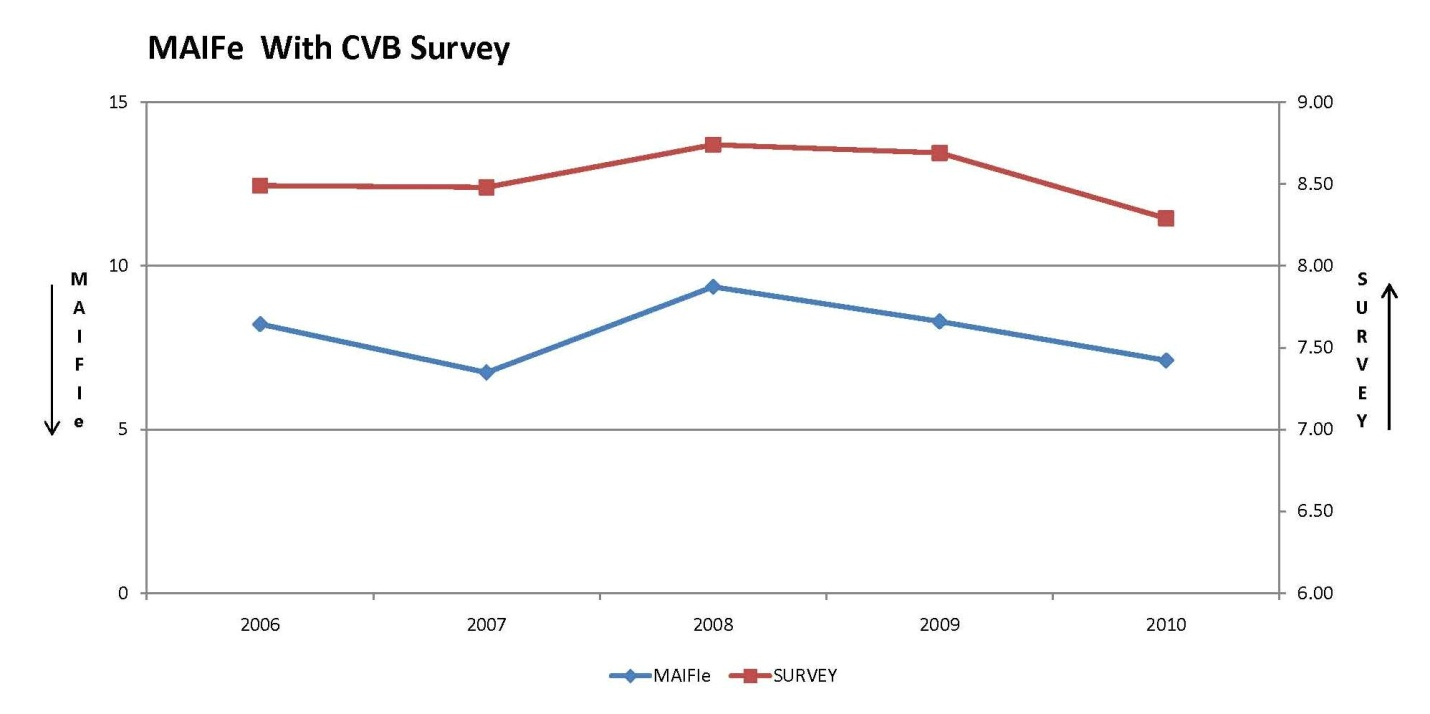 MAIFe  With CVB Survey
15
10
5
0
9.00
8.50
8.00
7.50
7.00
6.50
6.00
M
A
I
F
I
e
S
U
R
V
E
Y
2006 2007 2008 2009 2010
MAIFIe SURVEY